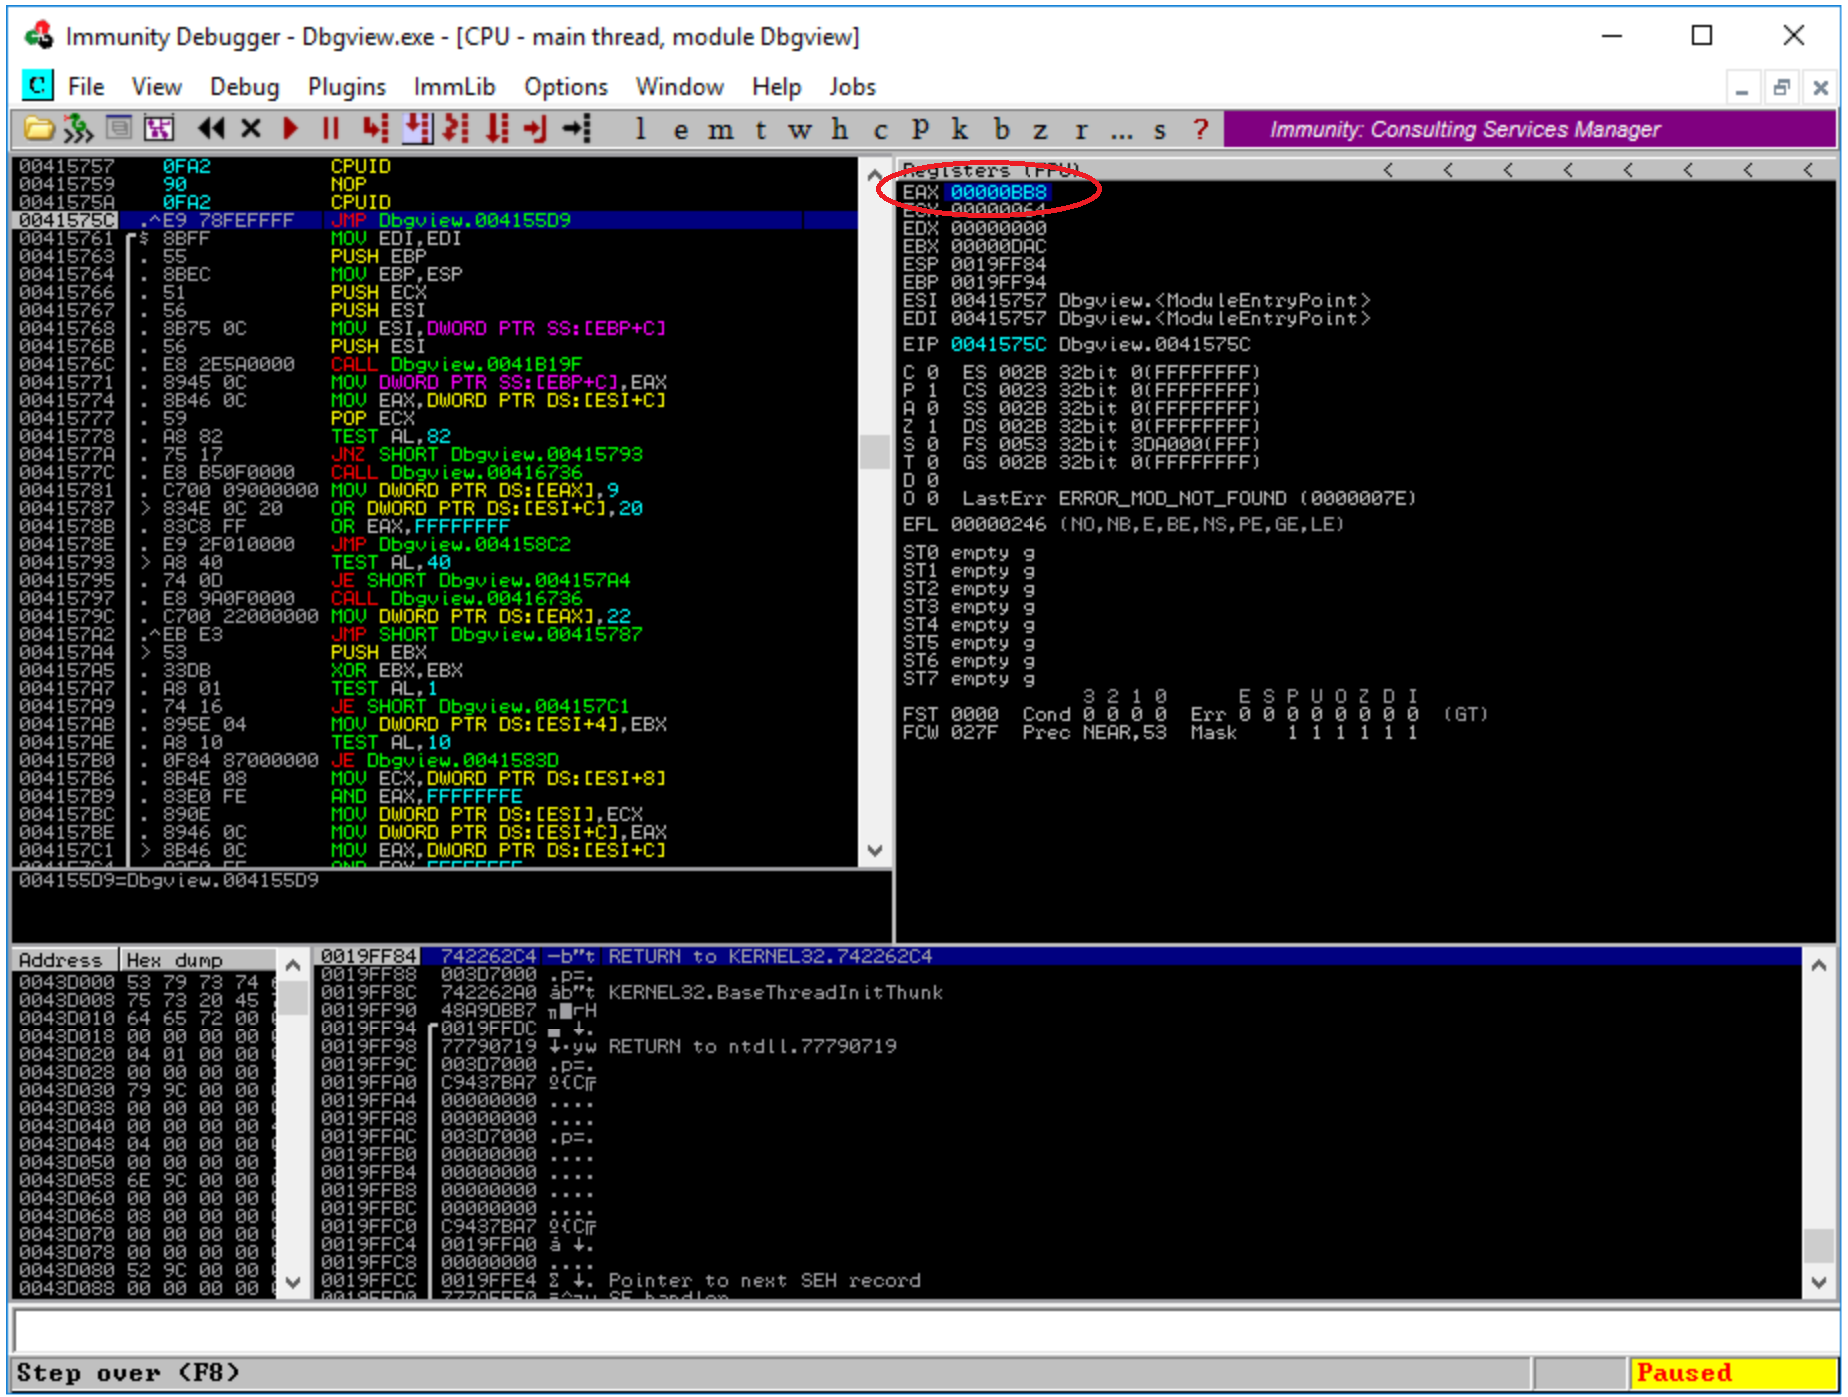 Immunity Debugger - Dbgview.exe - [CPU - main thread, module Dbgview]
C File View Debug Plugins ImmLib Options Window Help Jobs
l e m t w h c P k b z r ... s ? Immunity: Consulting Services Manager
00415757 0FA2 CPUID
00415759 90 NOP
0041575A 0FA2 CPUID
0041575C .^E9 78FEFFFF JMP Dbgview.004155D9
00415761 $ 8BFF MOV EDI,EDI
00415763 . 55 PUSH EBP
00415764 . 8BEC MOV EBP,ESP
00415766 . 51 PUSH ECX
00415767 . 56 PUSH ESI
00415768 . 8B75 0C MOV ESI,DWORD PTR SS:[EBP+C]
0041576B . 56 PUSH ESI
0041576C . E8 2E5A0000 CALL Dbgview.0041B19F
00415771 . 8945 0C MOV DWORD PTR SS:[EBP+C],EAX
00415774 . 8B46 0C MOV EAX,DWORD PTR DS:[ESI+C]
00415777 . 59 POP ECX
00415778 . A8 82 TEST AL,82
0041577A . 75 17 JNZ SHORT Dbgview.00415793
0041577C . E8 B50F0000 CALL Dbgview.00416736
00415781 . C700 09000000 MOV DWORD PTR DS:[EAX],9
00415787 > 834E 0C 20 OR DWORD PTR DS:[ESI+C],20
0041578B . 83C8 FF OR EAX,FFFFFFFF
0041578E . E9 2F010000 JMP Dbgview.004158C2
00415793 > A8 40 TEST AL,40
00415795 . 74 0D JE SHORT Dbgview.004157A4
00415797 . E8 9A0F0000 CALL Dbgview.00416736
0041579C . C700 22000000 MOV DWORD PTR DS:[EAX],22
004157A2 .^EB E3 JMP SHORT Dbgview.00415787
004157A4 > 53 PUSH EBX
004157A5 . 33DB XOR EBX,EBX
004157A7 . A8 01 TEST AL,1
004157A9 . 74 16 JE SHORT Dbgview.004157C1
004157AB . 895E 04 MOV DWORD PTR DS:[ESI+4],EBX
004157AE . A8 10 TEST AL,10
004157B0 . 0F84 87000000 JE Dbgview.0041583D
004157B6 . 8B4E 08 MOV ECX,DWORD PTR DS:[ESI+8]
004157B9 . 83E0 FE AND EAX,FFFFFFFE
004157BC . 890E MOV DWORD PTR DS:[ESI],ECX
004157BE . 8946 0C MOV DWORD PTR DS:[ESI+C],EAX
004157C1 > 8B46 0C MOV EAX,DWORD PTR DS:[ESI+C]
004155D9=Dbgview.004155D9
Registers (FPU) < < < < < < < <
EAX 00000BB8
ECX 00000064
EDX 00000000
EBX 00000DAC
ESP 0019FF84
EBP 0019FF94
ESI 00415757 Dbgview.<ModuleEntryPoint>
EDI 00415757 Dbgview.<ModuleEntryPoint>
EIP 0041575C Dbgview.0041575C
C 0 ES 002B 32bit 0(FFFFFFFF)
P 1 CS 0023 32bit 0(FFFFFFFF)
A 0 SS 002B 32bit 0(FFFFFFFF)
Z 1 DS 002B 32bit 0(FFFFFFFF)
S 0 FS 0053 32bit 3DA000(FFF)
T 0 GS 002B 32bit 0(FFFFFFFF)
D 0
O 0 LastErr ERROR_MOD_NOT_FOUND (0000007E)
EFL 00000246 (NO,NB,E,BE,NS,PE,GE,LE)
ST0 empty g
ST1 empty g
ST2 empty g
ST3 empty g
ST4 empty g
ST5 empty g
ST6 empty g
ST7 empty g
3 2 1 0 E S P U O Z D I
FST 0000 Cond 0 0 0 0 Err 0 0 0 0 0 0 0 0 (GT)
FCW 027F Prec NEAR,53 Mask 1 1 1 1 1 1
Address Hex dump
0043D000 53 79 73 74
0043D008 75 73 20 45
0043D010 64 65 72 00
0043D018 00 00 00 00
0043D020 04 01 00 00
0043D028 00 00 00 00
0043D030 79 9C 00 00
0043D038 00 00 00 00
0043D040 00 00 00 00
0043D048 04 00 00 00
0043D050 00 00 00 00
0043D058 6E 9C 00 00
0043D060 00 00 00 00
0043D068 08 00 00 00
0043D070 00 00 00 00
0043D078 00 00 00 00
0043D080 52 9C 00 00
0043D088 00 00 00 00
0019FF84 742262C4 —b"t RETURN to KERNEL32.742262C4
0019FF88 003D7000 .p=.
0019FF8C 742262A0 áb"t KERNEL32.BaseThreadInitThunk
0019FF90 48A9DBB7
0019FF94 0019FFDC
0019FF98 77790719 ↓·yw RETURN to ntdll.77790719
0019FF9C 003D7000 .p=.
0019FFA0 C9437BA7 º{C╔
0019FFA4 00000000 ....
0019FFA8 00000000 ....
0019FFAC 003D7000 .p=.
0019FFB0 00000000 ....
0019FFB4 00000000 ....
0019FFB8 00000000 ....
0019FFBC 00000000 ....
0019FFC0 C9437BA7 º{C╔
0019FFC4 0019FFA0 á ↓.
0019FFC8 00000000 ....
0019FFCC 0019FFE4 Σ ↓. Pointer to next SEH record
Step over (F8) Paused